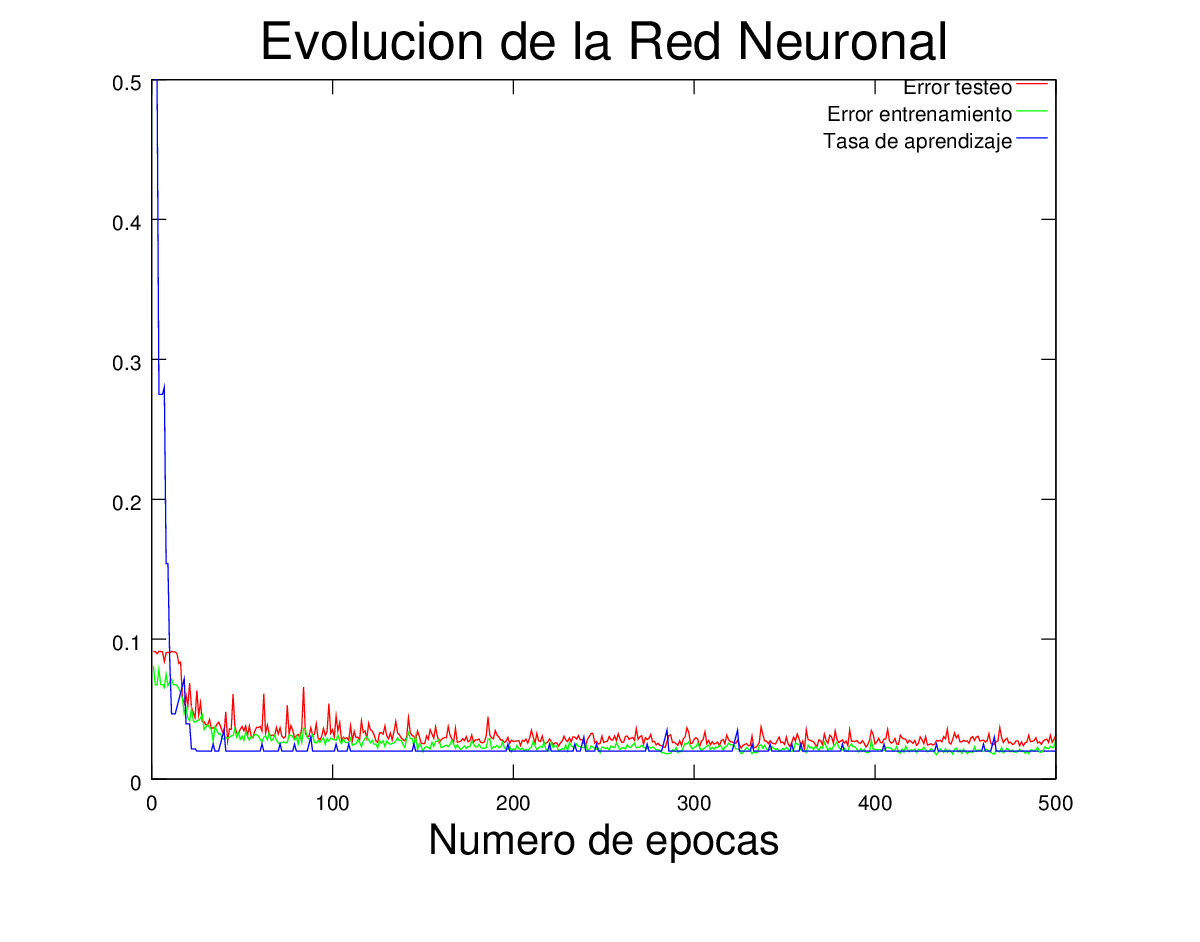 Evolucion de la Red Neuronal
0.5
0.4
0.3
0.2
0.1
0
Error testeo
Error entrenamiento
Tasa de aprendizaje
0 100 200 300 400 500
Numero de epocas